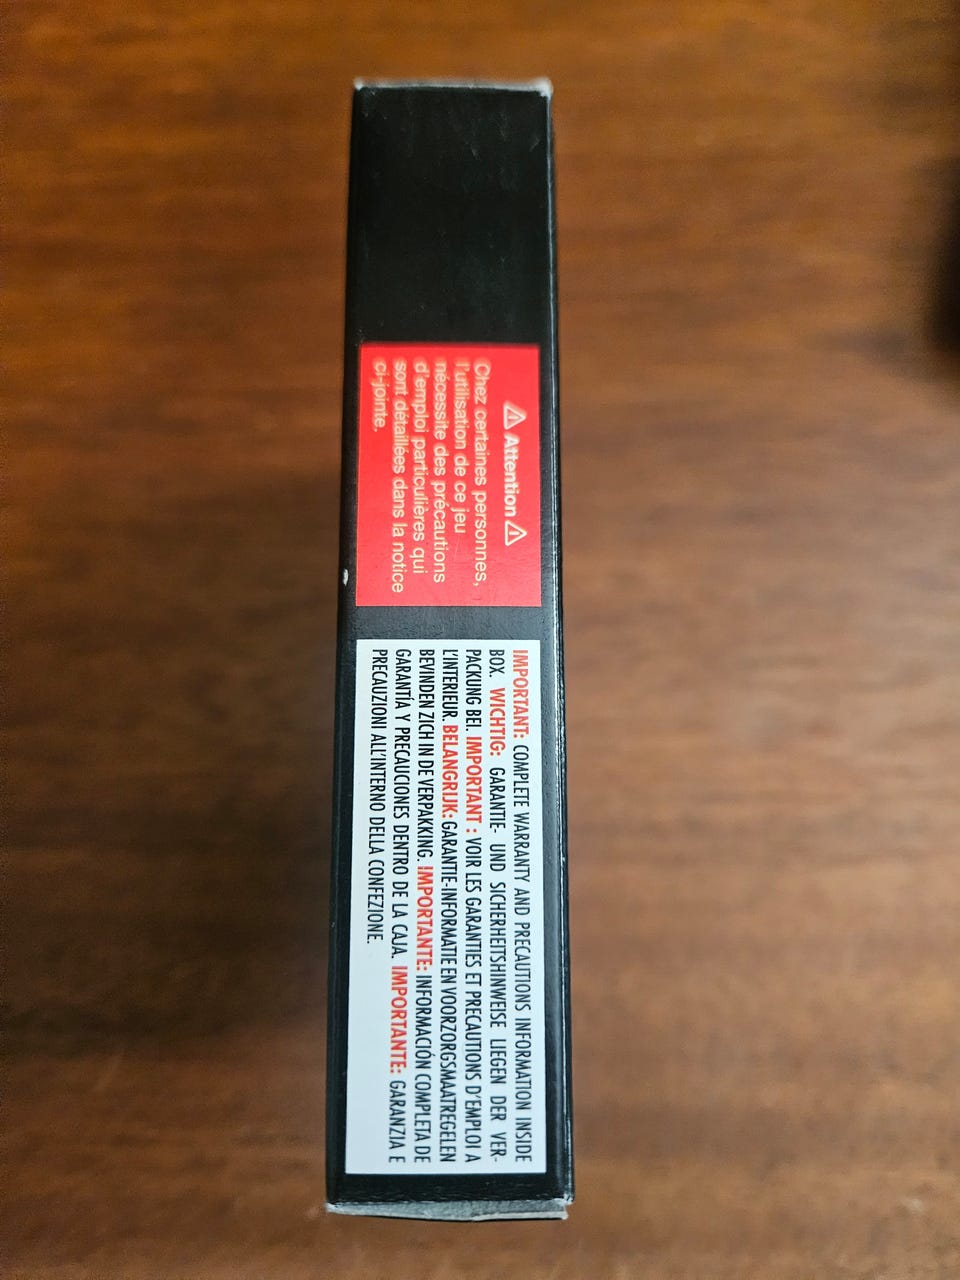 ⚠ Attention ⚠
Chez certaines personnes,
l'utilisation de ce jeu
nécessite des précautions
d'emploi particulières qui
sont détaillées dans la notice
ci-jointe.
IMPORTANT: COMPLETE WARRANTY AND PRECAUTIONS INFORMATION INSIDE
BOX. WICHTIG: GARANTIE- UND SICHERHEITSHINWEISE LIEGEN DER VER-
PACKUNG BEI. IMPORTANT : VOIR LES GARANTIES ET PRECAUTIONS D'EMPLOI A
L'INTERIEUR. BELANGRIJK: GARANTIE-INFORMATIE EN VOORZORGSMAATREGELEN
BEVINDEN ZICH IN DE VERPAKKING. IMPORTANTE: INFORMACIÓN COMPLETA DE
GARANTÍA Y PRECAUCIONES DENTRO DE LA CAJA. IMPORTANTE: GARANZIA E
PRECAUZIONI ALL'INTERNO DELLA CONFEZIONE.